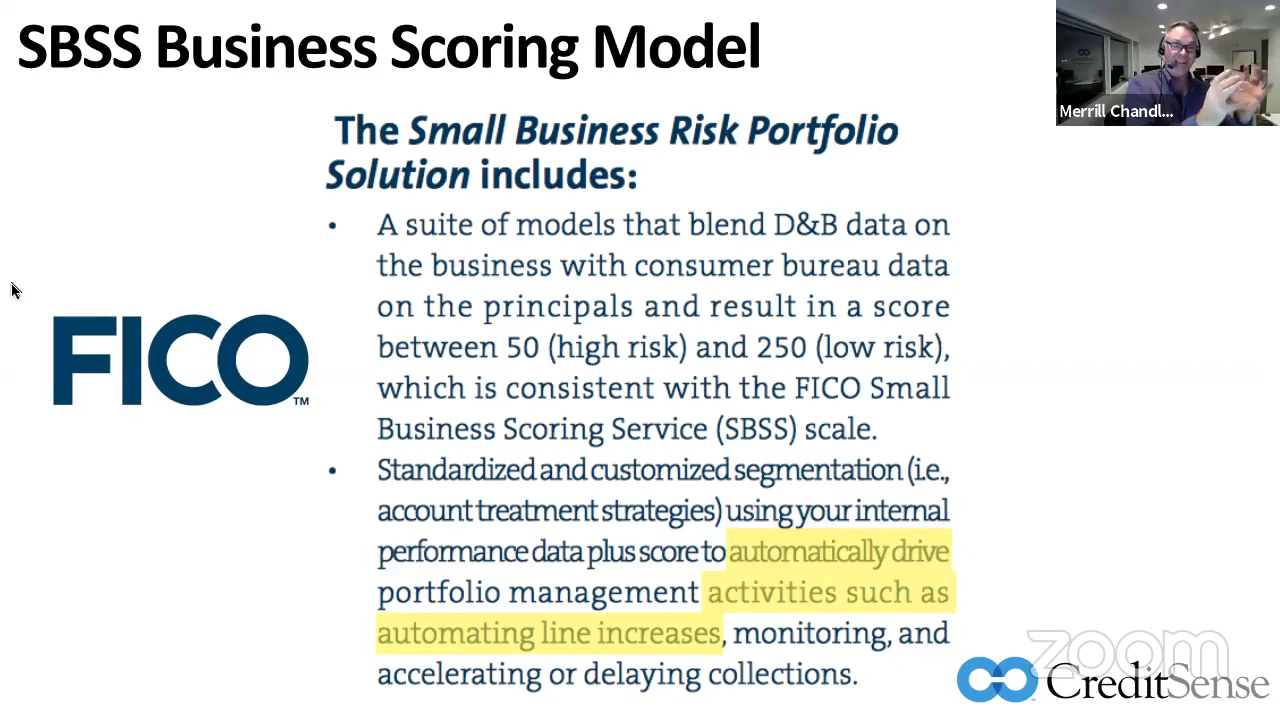 SBSS Business Scoring Model
Merrill Chandl...
The Small Business Risk Portfolio
Solution includes:
• A suite of models that blend D&B data on
the business with consumer bureau data
on the principals and result in a score
between 50 (high risk) and 250 (low risk),
which is consistent with the FICO Small
Business Scoring Service (SBSS) scale.
• Standardized and customized segmentation (i.e.,
account treatment strategies) using your internal
performance data plus score to automatically drive
portfolio management activities such as
automating line increases, monitoring, and
accelerating or delaying collections.
FICO™
zoom
CreditSense